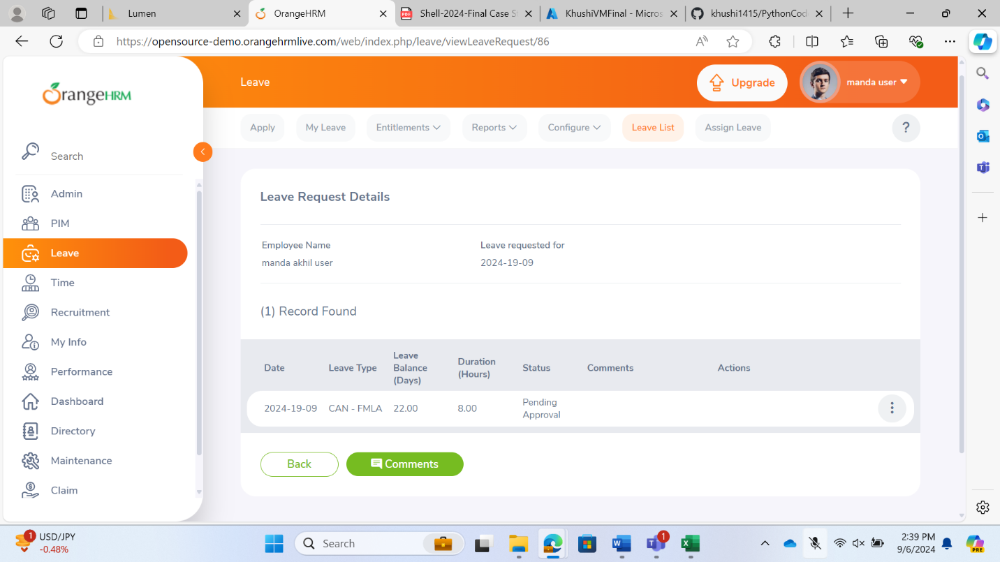 Lumen
OrangeHRM
Shell-2024-Final Case S
KhushiVMFinal - Micros
khushi1415/PythonCod
https://opensource-demo.orangehrmlive.com/web/index.php/leave/viewLeaveRequest/86
OrangeHRM
Leave
Upgrade
manda user
Apply
My Leave
Entitlements
Reports
Configure
Leave List
Assign Leave
?
Search
Admin
PIM
Leave
Time
Recruitment
My Info
Performance
Dashboard
Directory
Maintenance
Claim
Leave Request Details
Employee Name
manda akhil user
Leave requested for
2024-19-09
(1) Record Found
Date
Leave Type
Leave
Balance
(Days)
Duration
(Hours)
Status
Comments
Actions
2024-19-09
CAN - FMLA
22.00
8.00
Pending
Approval
Back
Comments
1
USD/JPY
-0.48%
Search
1
2:39 PM
9/6/2024
PRE